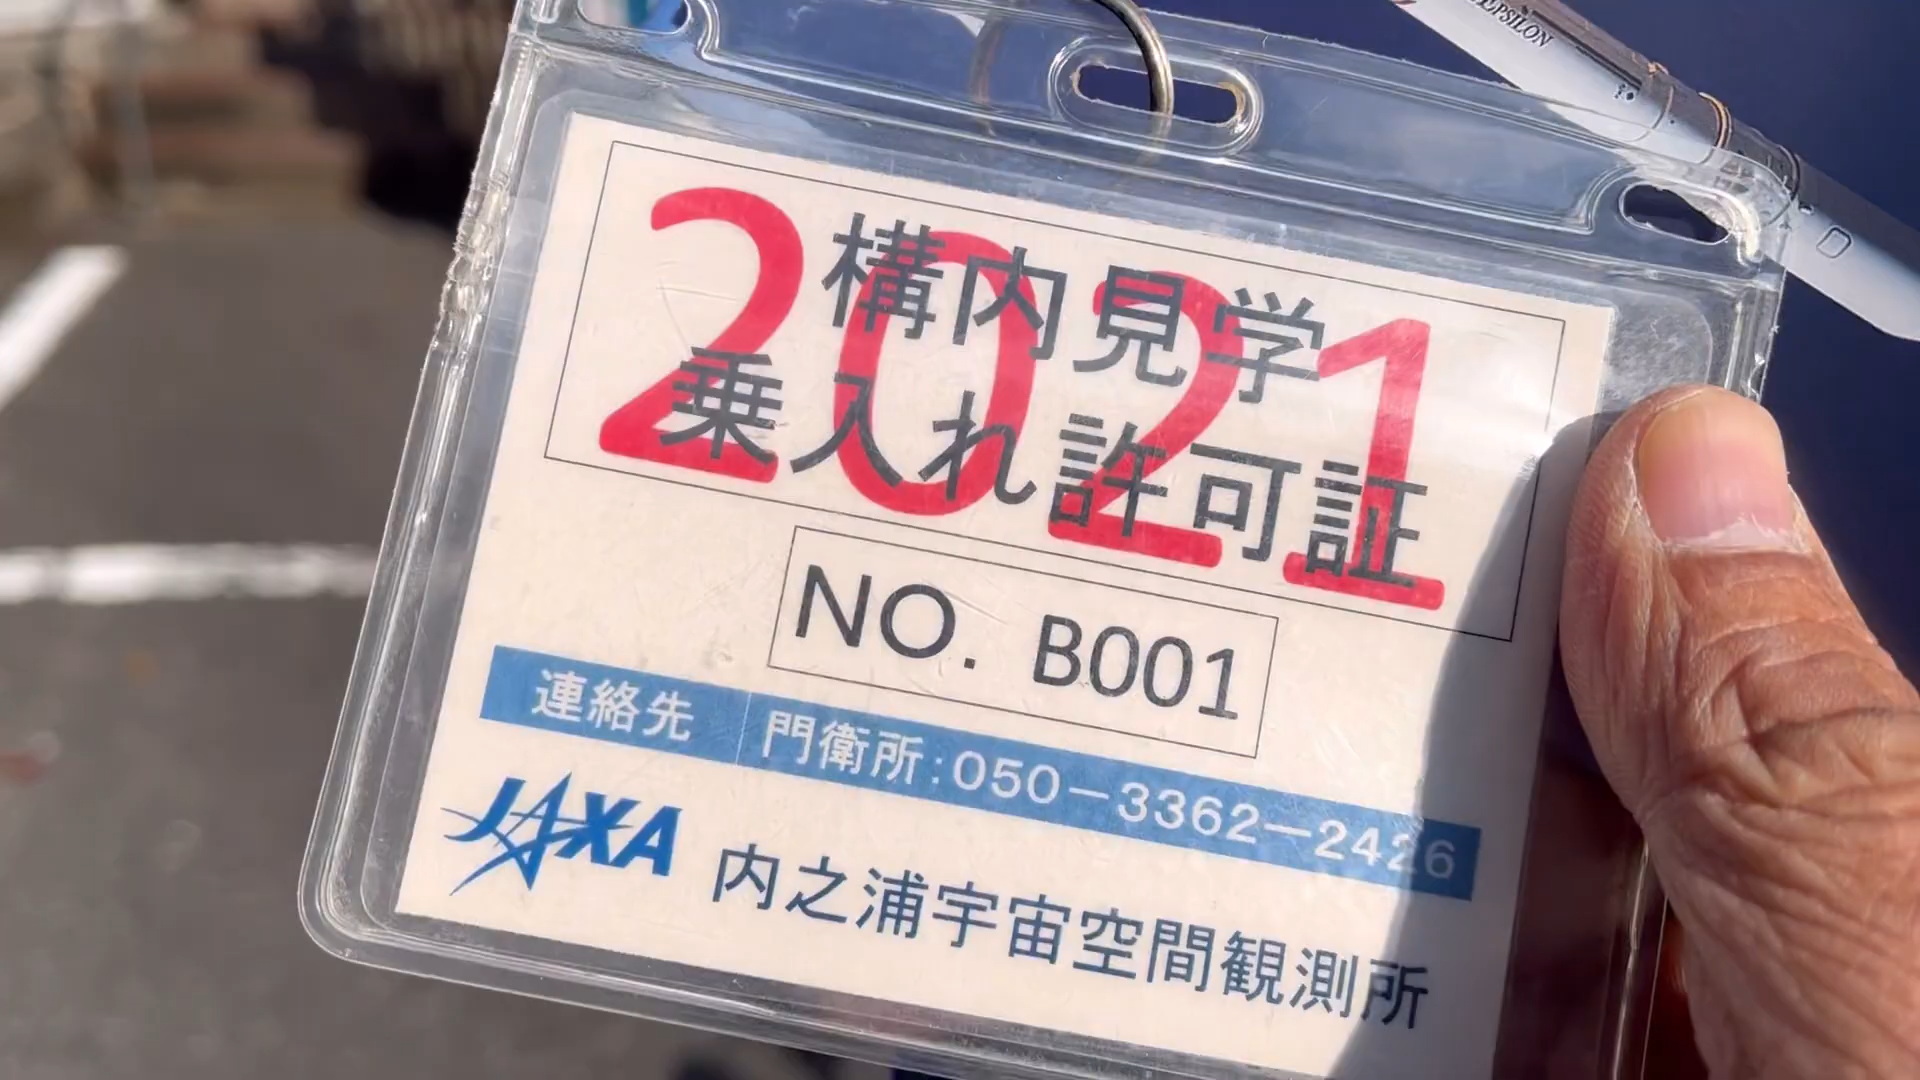 EPSILON
2021
構内見学
乗入れ許可証
NO. B001
連絡先 門衛所:050-3362-2426
JAXA 内之浦宇宙空間観測所